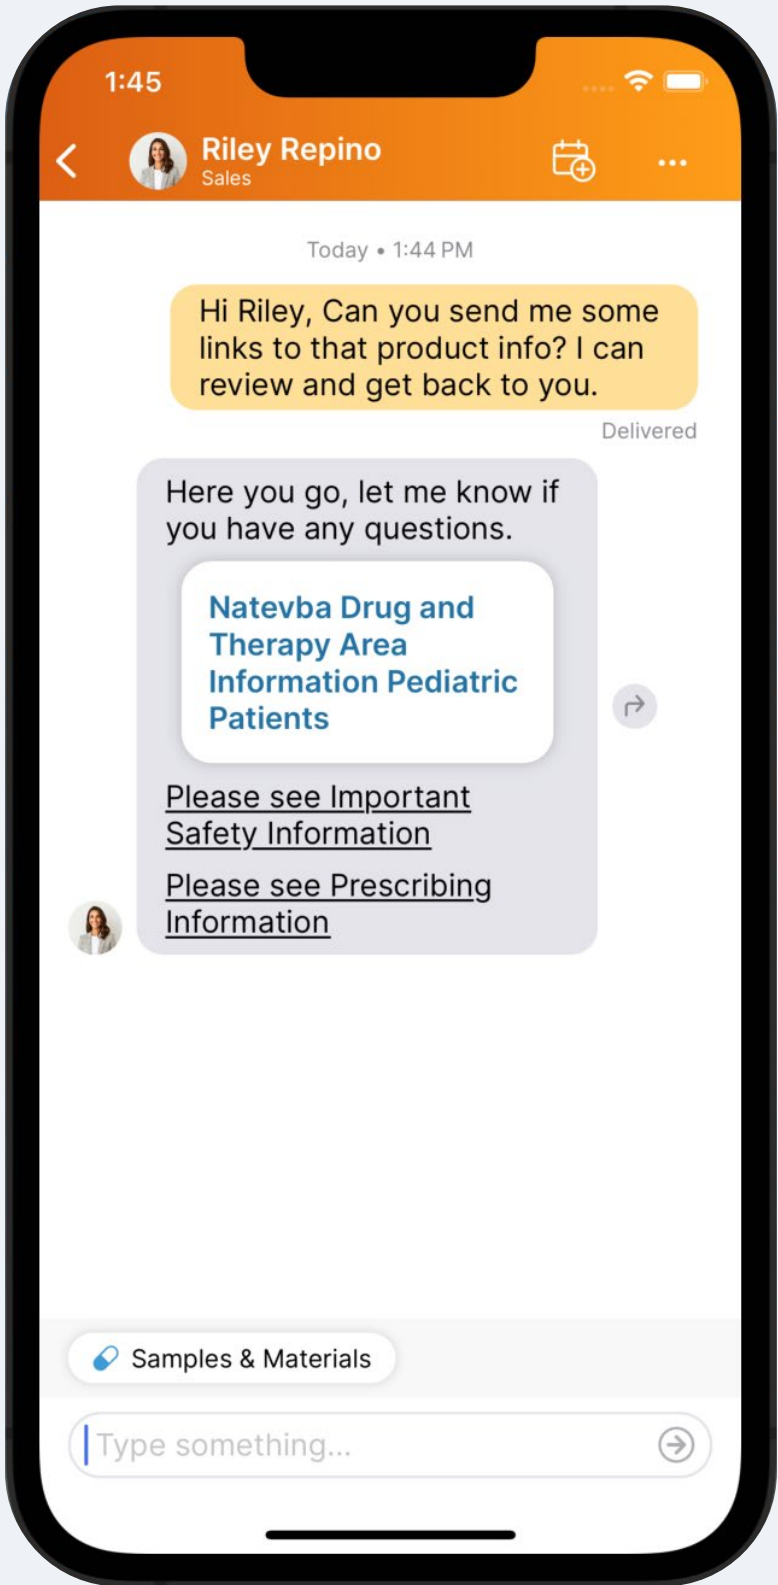 1:45
Riley Repino
Sales
Today • 1:44 PM
Hi Riley, Can you send me some
links to that product info? I can
review and get back to you.
Delivered
Here you go, let me know if
you have any questions.
Natevba Drug and
Therapy Area
Information Pediatric
Patients
Please see Important
Safety Information
Please see Prescribing
Information
Samples & Materials
Type something...